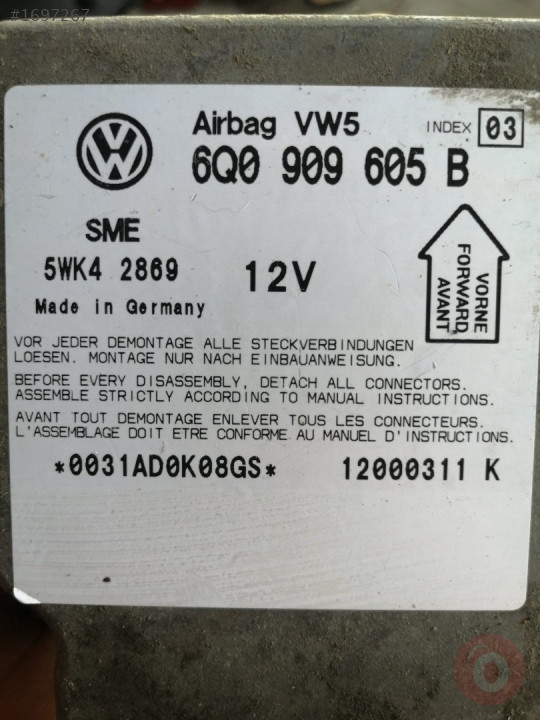 #1697267
Airbag VW5 INDEX 03
6Q0 909 605 B
SME
5WK4 2869 12V
Made in Germany
VORNE
FORWARD
AVANT
VOR JEDER DEMONTAGE ALLE STECKVERBINDUNGEN
LOESEN. MONTAGE NUR NACH EINBAUANWEISUNG.
BEFORE EVERY DISASSEMBLY, DETACH ALL CONNECTORS.
ASSEMBLE STRICTLY ACCORDING TO MANUAL INSTRUCTIONS.
AVANT TOUT DEMONTAGE ENLEVER TOUS LES CONNECTEURS.
L'ASSEMBLAGE DOIT ETRE CONFORME AU MANUEL D'INSTRUCTIONS.
*0031AD0K08GS* 12000311 K